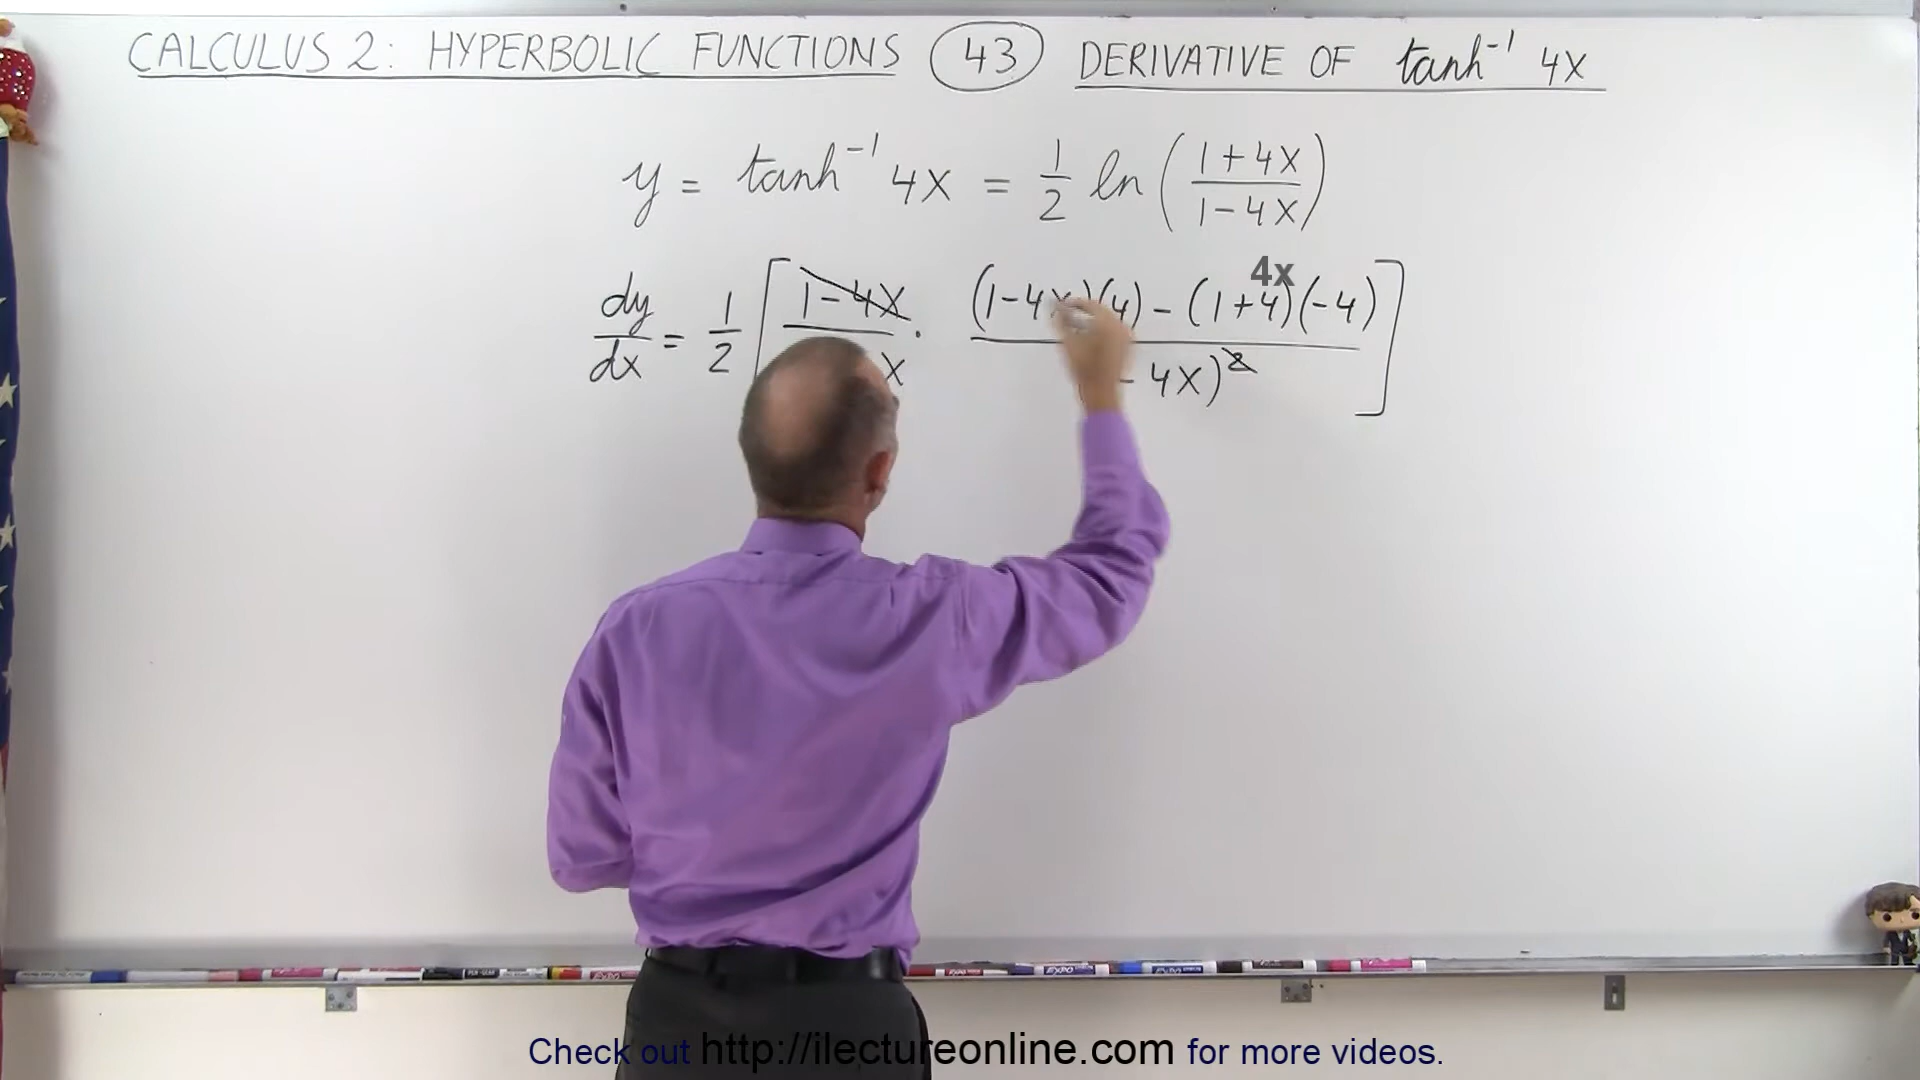 CALCULUS 2: HYPERBOLIC FUNCTIONS 43 DERIVATIVE OF tanh⁻¹ 4X
y = tanh⁻¹ 4X = 1/2 ln((1+4X)/(1-4X))
4x
dy/dx = 1/2 [ (1-4X)/(X) · ((1-4X)(4) - (1+4)(-4))/(- 4X)² ]
EXPO
Check out http://ilectureonline.com for more videos.